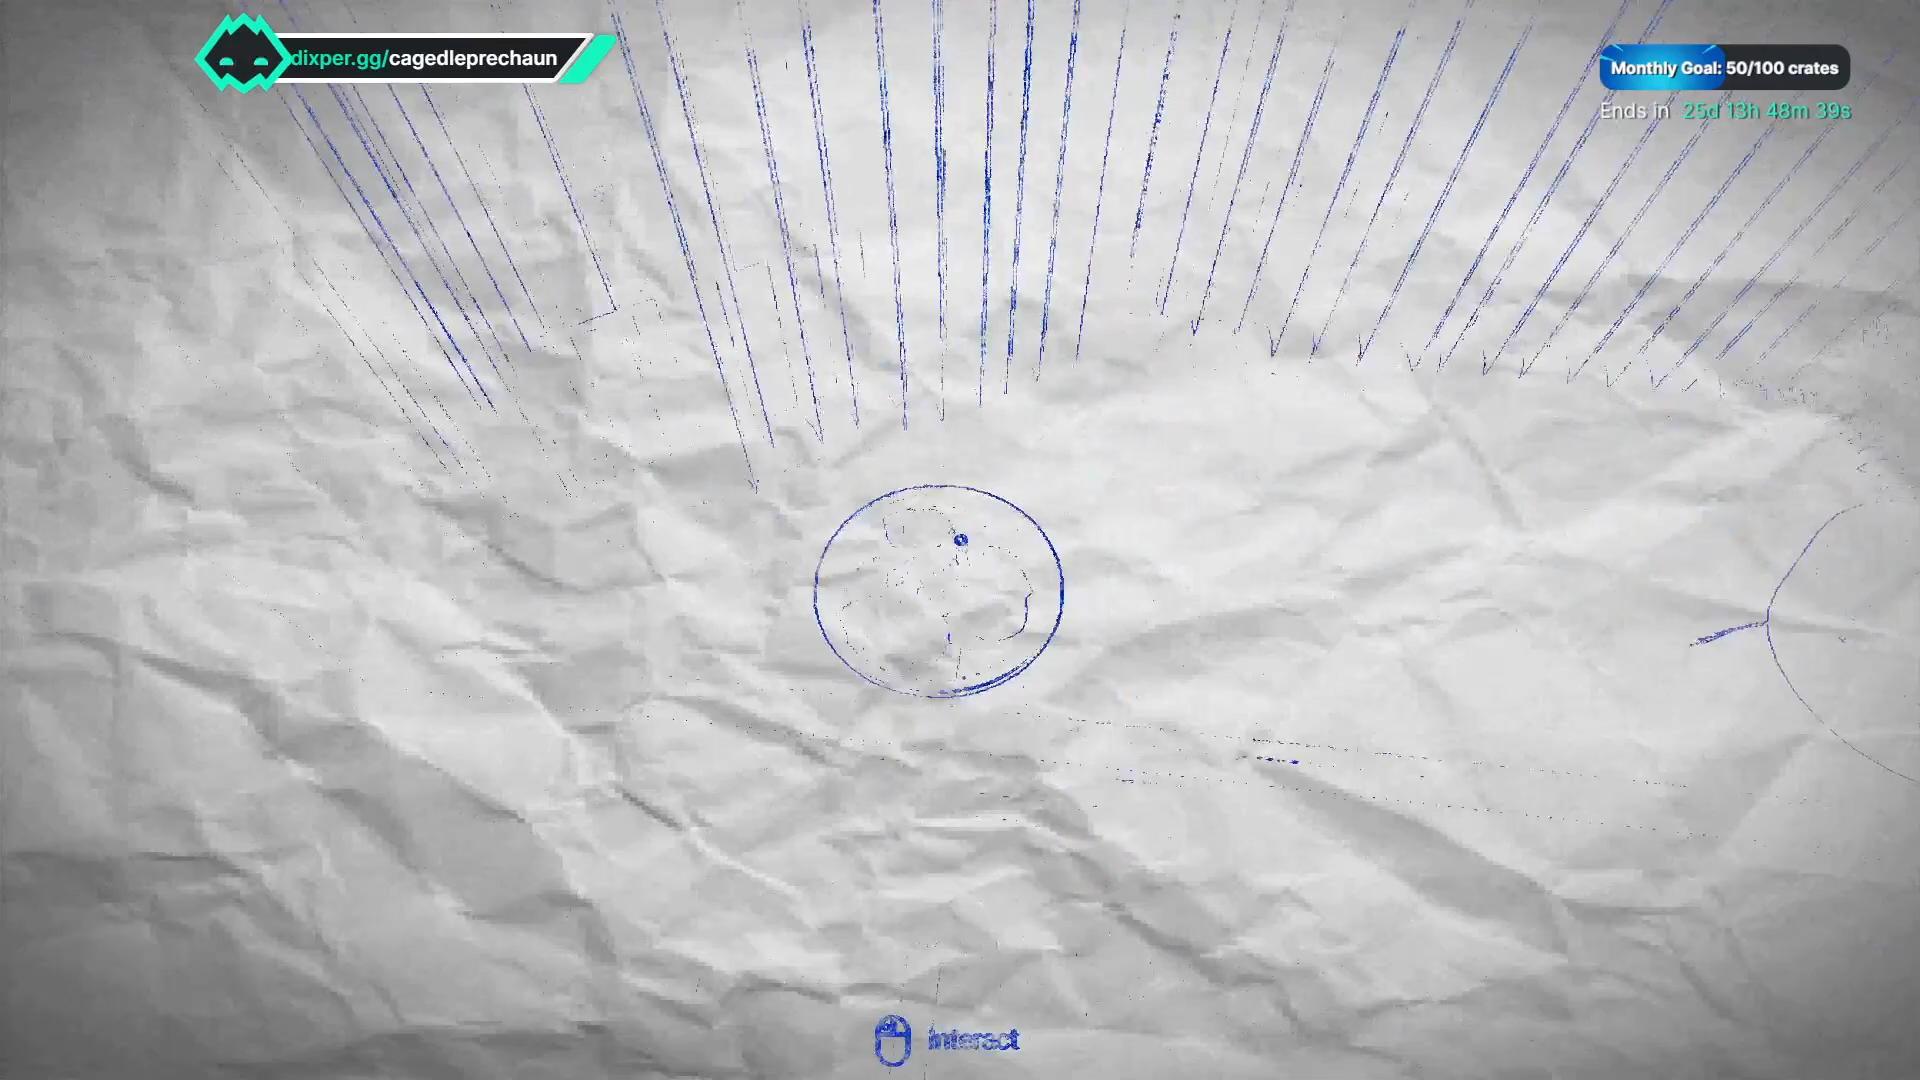 dixper.gg/cagedleprechaun
Monthly Goal: 50/100 crates
Ends in 25d 13h 48m 39s
Interact